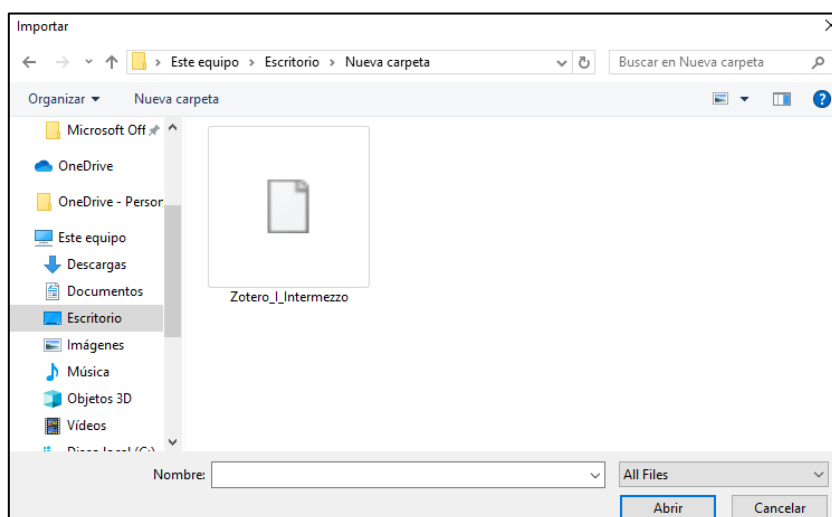 Importar
Este equipo > Escritorio > Nueva carpeta
Buscar en Nueva carpeta
Organizar
Nueva carpeta
Microsoft Off
OneDrive
OneDrive - Person
Este equipo
Descargas
Documentos
Escritorio
Imágenes
Música
Objetos 3D
Vídeos
Zotero_I_Intermezzo
Nombre:
All Files
Abrir
Cancelar